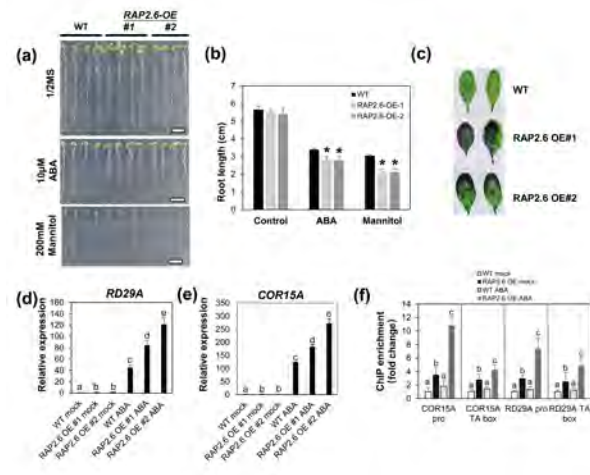 RAP2.6-OE
WT #1 #2
(a)
1/2MS
10μM ABA
200mM Mannitol
(b)
Root length (cm)
7
6
5
4
3
2
1
0
WT
RAP2.6-OE-1
RAP2.6-OE-2
* *
* *
Control ABA Mannitol
(c)
WT
RAP2.6 OE#1
RAP2.6 OE#2
(d)
RD29A
Relative expression
160
140
120
100
80
60
40
20
0
a b b c d e
WT mock
RAP2.6 OE #1 mock
RAP2.6 OE #2 mock
WT ABA
RAP2.6 OE #1 ABA
RAP2.6 OE #2 ABA
(e)
COR15A
Relative expression
350
300
250
200
150
100
50
0
a b b c d e
WT mock
RAP2.6 OE #1 mock
RAP2.6 OE #2 mock
WT ABA
RAP2.6 OE #1 ABA
RAP2.6 OE #2 ABA
(f)
WT mock
RAP2.6 OE mock
WT ABA
RAP2.6 OE ABA
ChIP enrichment
(fold change)
14
12
10
8
6
4
2
0
a b a c
a b a c
a b a c
a b a c
COR15A pro
COR15A TA box
RD29A pro
RD29A TA box